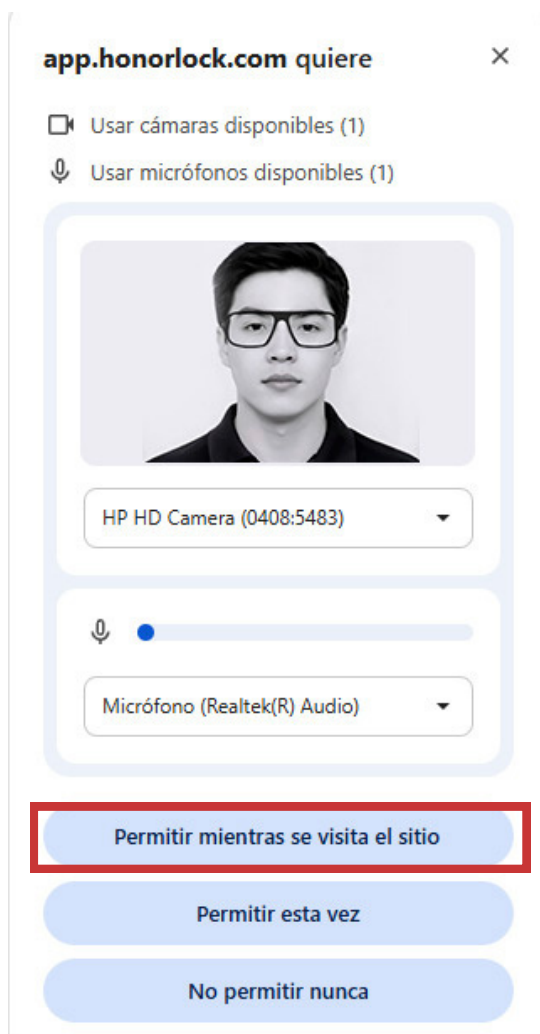 app.honorlock.com quiere
Usar cámaras disponibles (1)
Usar micrófonos disponibles (1)
HP HD Camera (0408:5483)
Micrófono (Realtek(R) Audio)
Permitir mientras se visita el sitio
Permitir esta vez
No permitir nunca